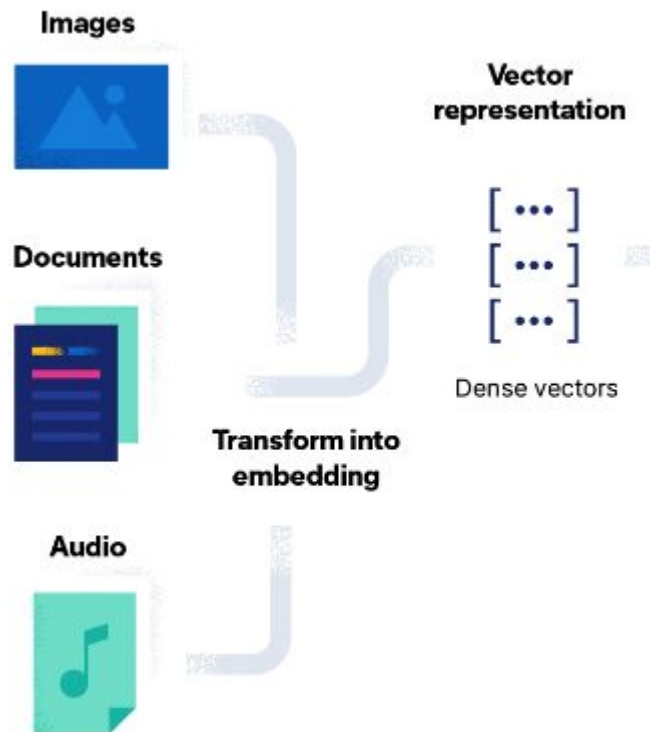 Images
Vector
representation
[ ••• ]
[ ••• ]
[ ••• ]
Documents
Dense vectors
Transform into
embedding
Audio